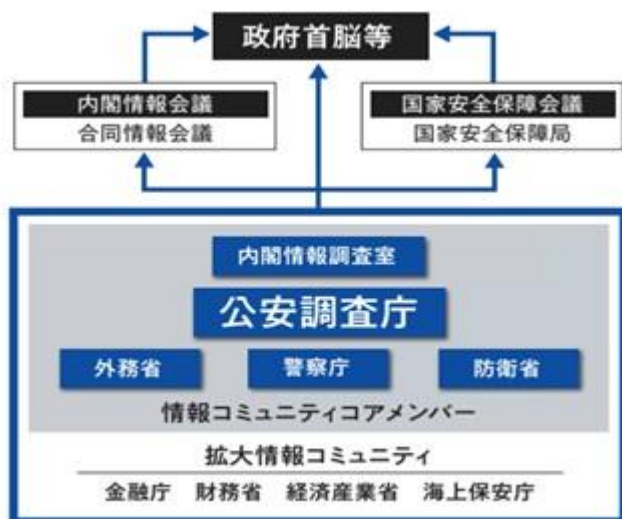 政府首脳等
内閣情報会議
合同情報会議
国家安全保障会議
国家安全保障局
内閣情報調査室
公安調査庁
外務省 警察庁 防衛省
情報コミュニティコアメンバー
拡大情報コミュニティ
金融庁 財務省 経済産業省 海上保安庁